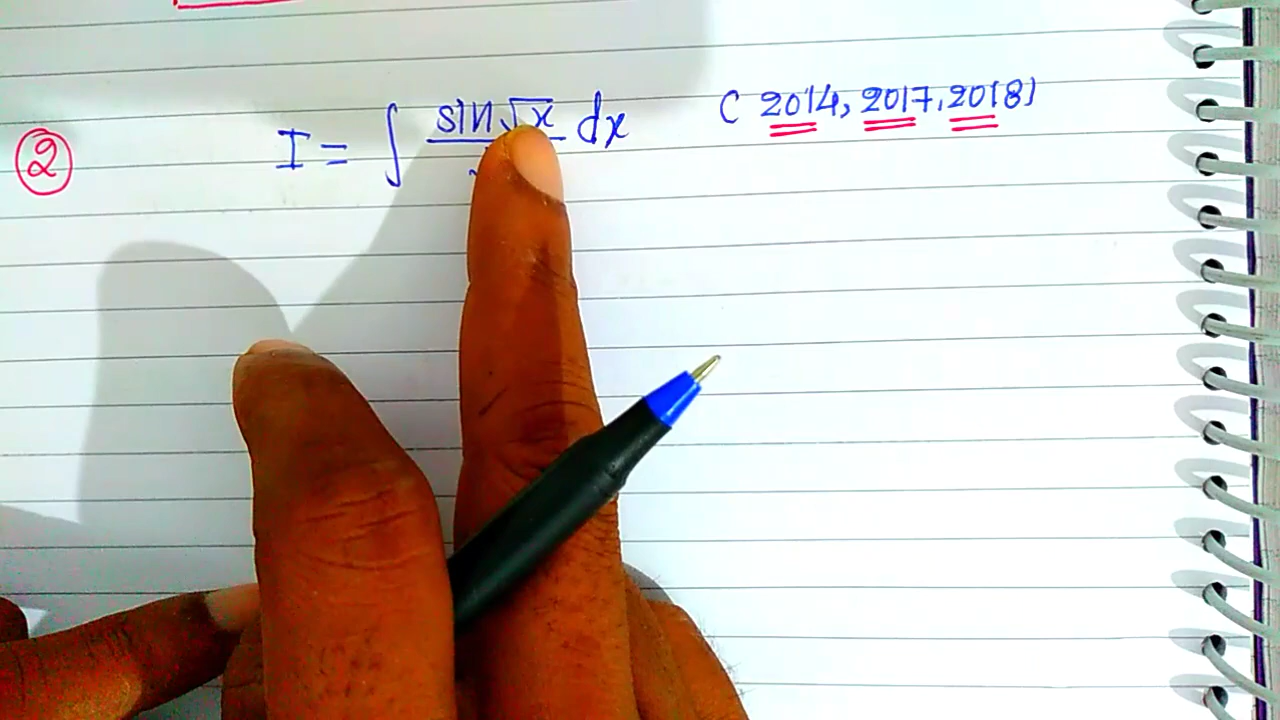 ② I = ∫ sin√x dx ( 2014, 2017, 2018)